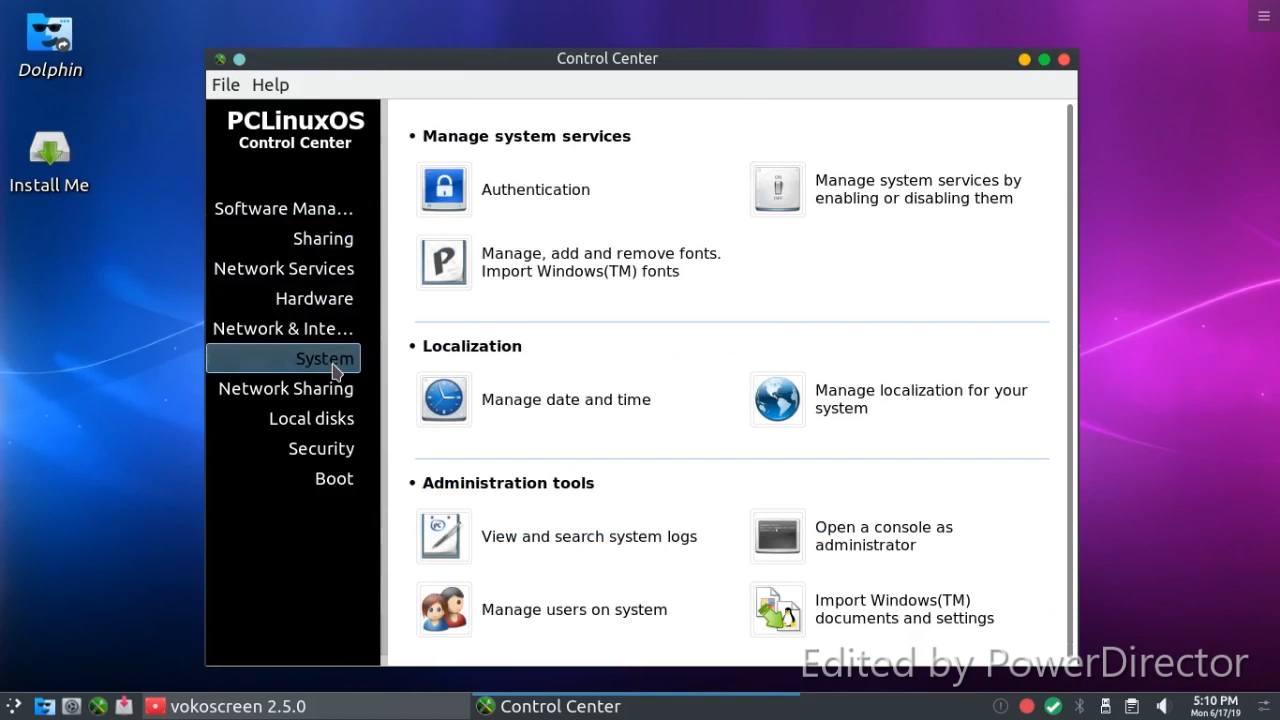 Dolphin
Install Me
Control Center
File Help
PCLinuxOS
Control Center
Software Mana...
Sharing
Network Services
Hardware
Network & Inte...
System
Network Sharing
Local disks
Security
Boot
• Manage system services
Authentication
Manage system services by
enabling or disabling them
Manage, add and remove fonts.
Import Windows(TM) fonts
• Localization
Manage date and time
Manage localization for your
system
• Administration tools
View and search system logs
Open a console as
administrator
Manage users on system
Import Windows(TM)
documents and settings
Edited by PowerDirector
vokoscreen 2.5.0
Control Center
5:10 PM
Mon 6/17/19